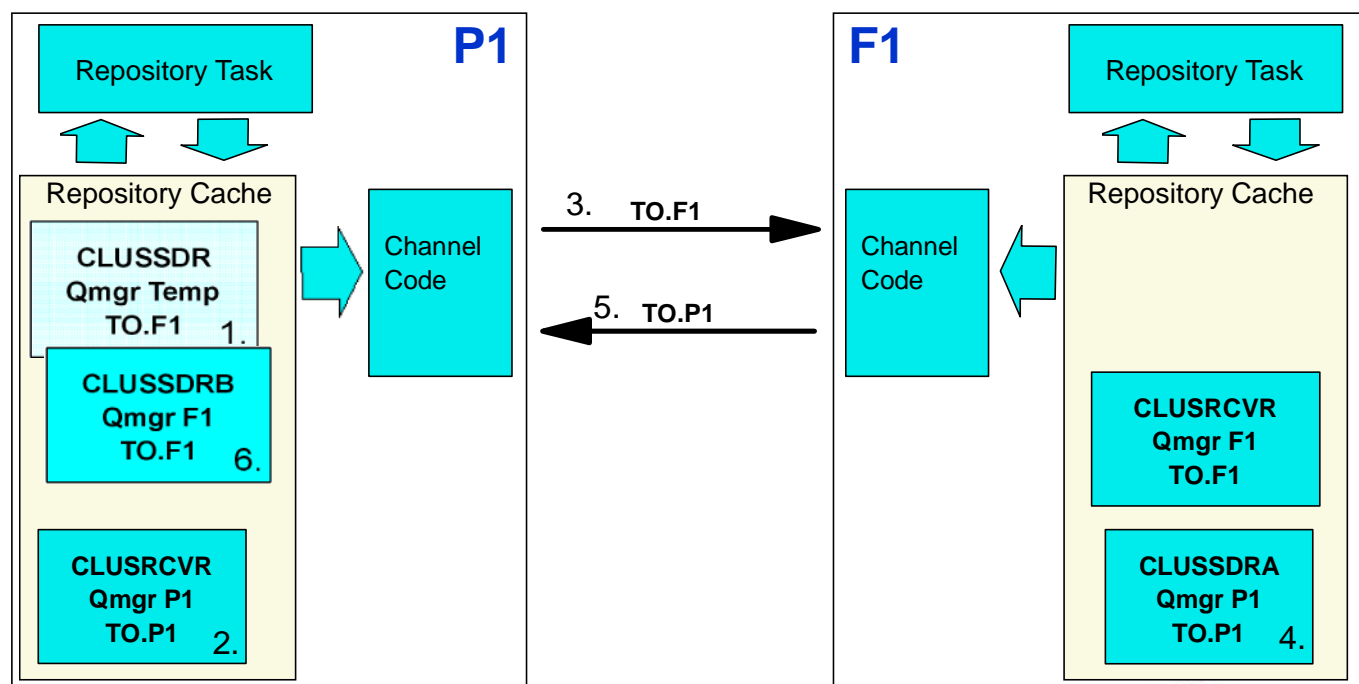 P1
Repository Task
Repository Cache
CLUSSDR
Qmgr Temp
TO.F1
1.
CLUSSDRB
Qmgr F1
TO.F1
6.
CLUSRCVR
Qmgr P1
TO.P1
2.
Channel
Code
3. TO.F1
5. TO.P1
F1
Repository Task
Repository Cache
Channel
Code
CLUSRCVR
Qmgr F1
TO.F1
CLUSSDRA
Qmgr P1
TO.P1
4.